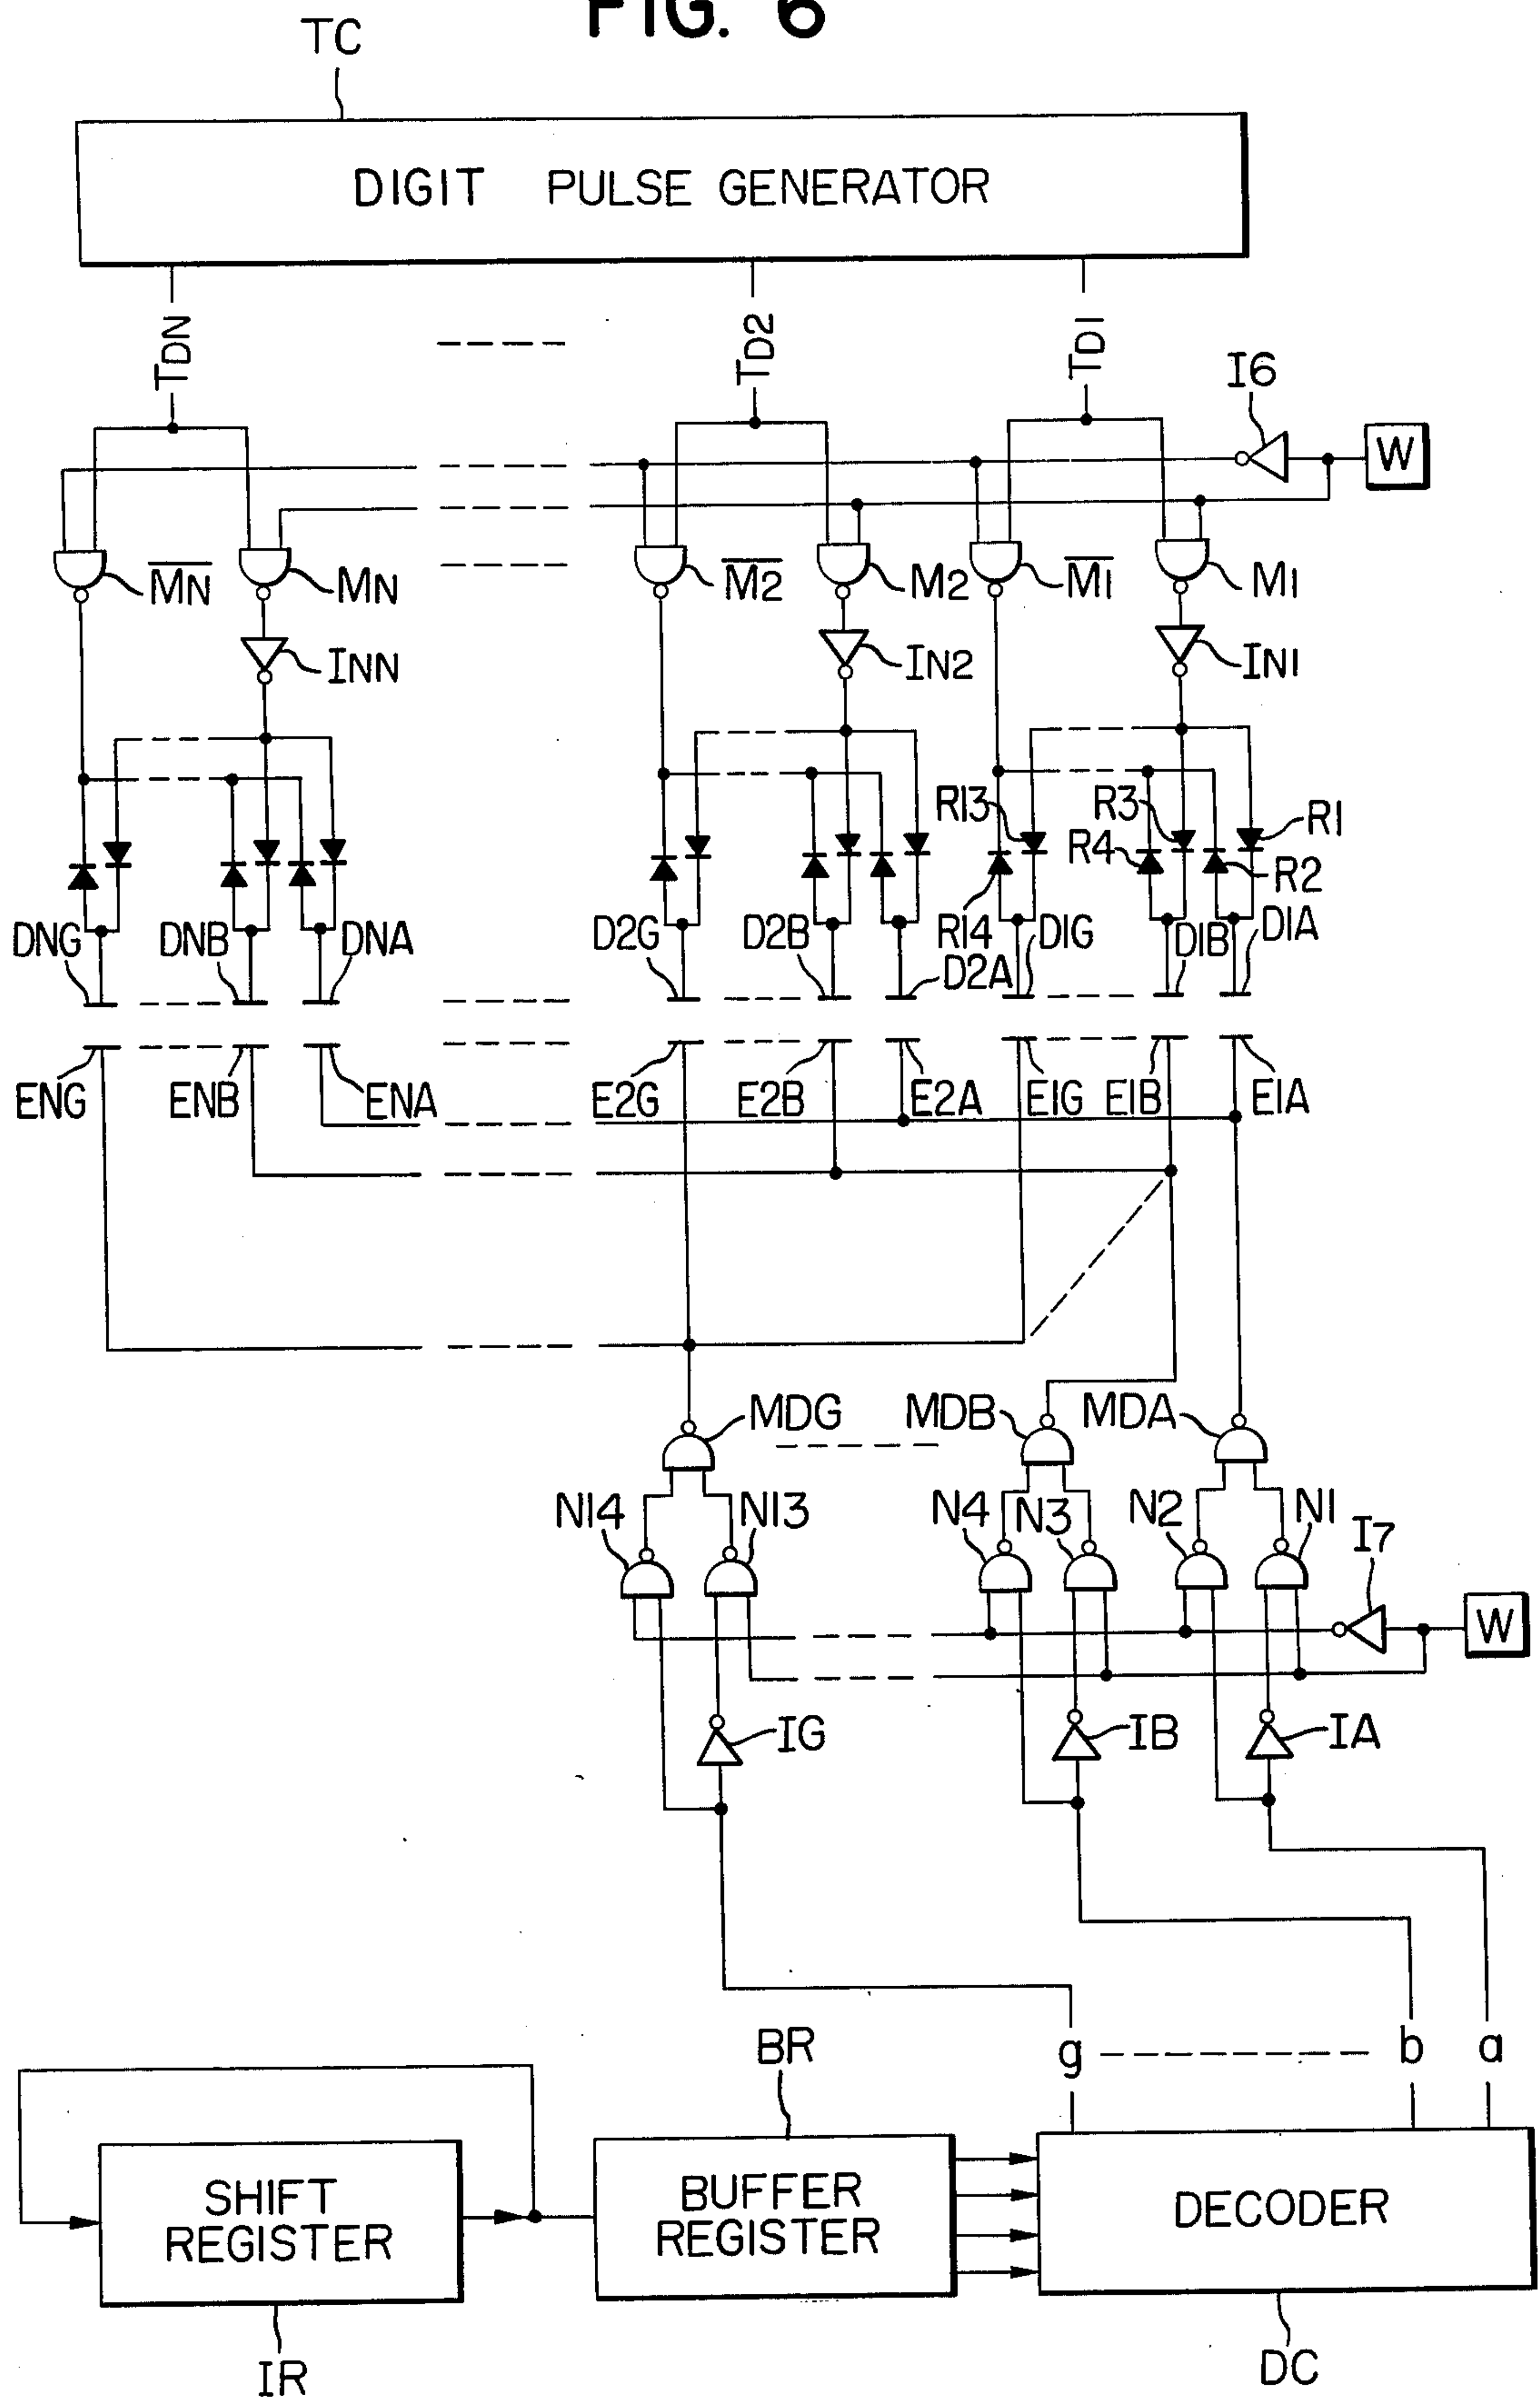 FIG. 6
TC
DIGIT PULSE GENERATOR
TDN TD2 TD1
I6
W
M̅N̅ MN M̅2̅ M2 M̅1̅ M1
INN IN2 IN1
R13 R3 R1
R4 R2
DNG DNB DNA D2G D2B D2A R14 D1G D1B D1A
ENG ENB ENA E2G E2B E2A E1G E1B E1A
MDG MDB MDA
N14 N13 N4 N3 N2 N1 I7
W
IG IB IA
BR g b a
SHIFT REGISTER
BUFFER REGISTER
DECODER
IR DC